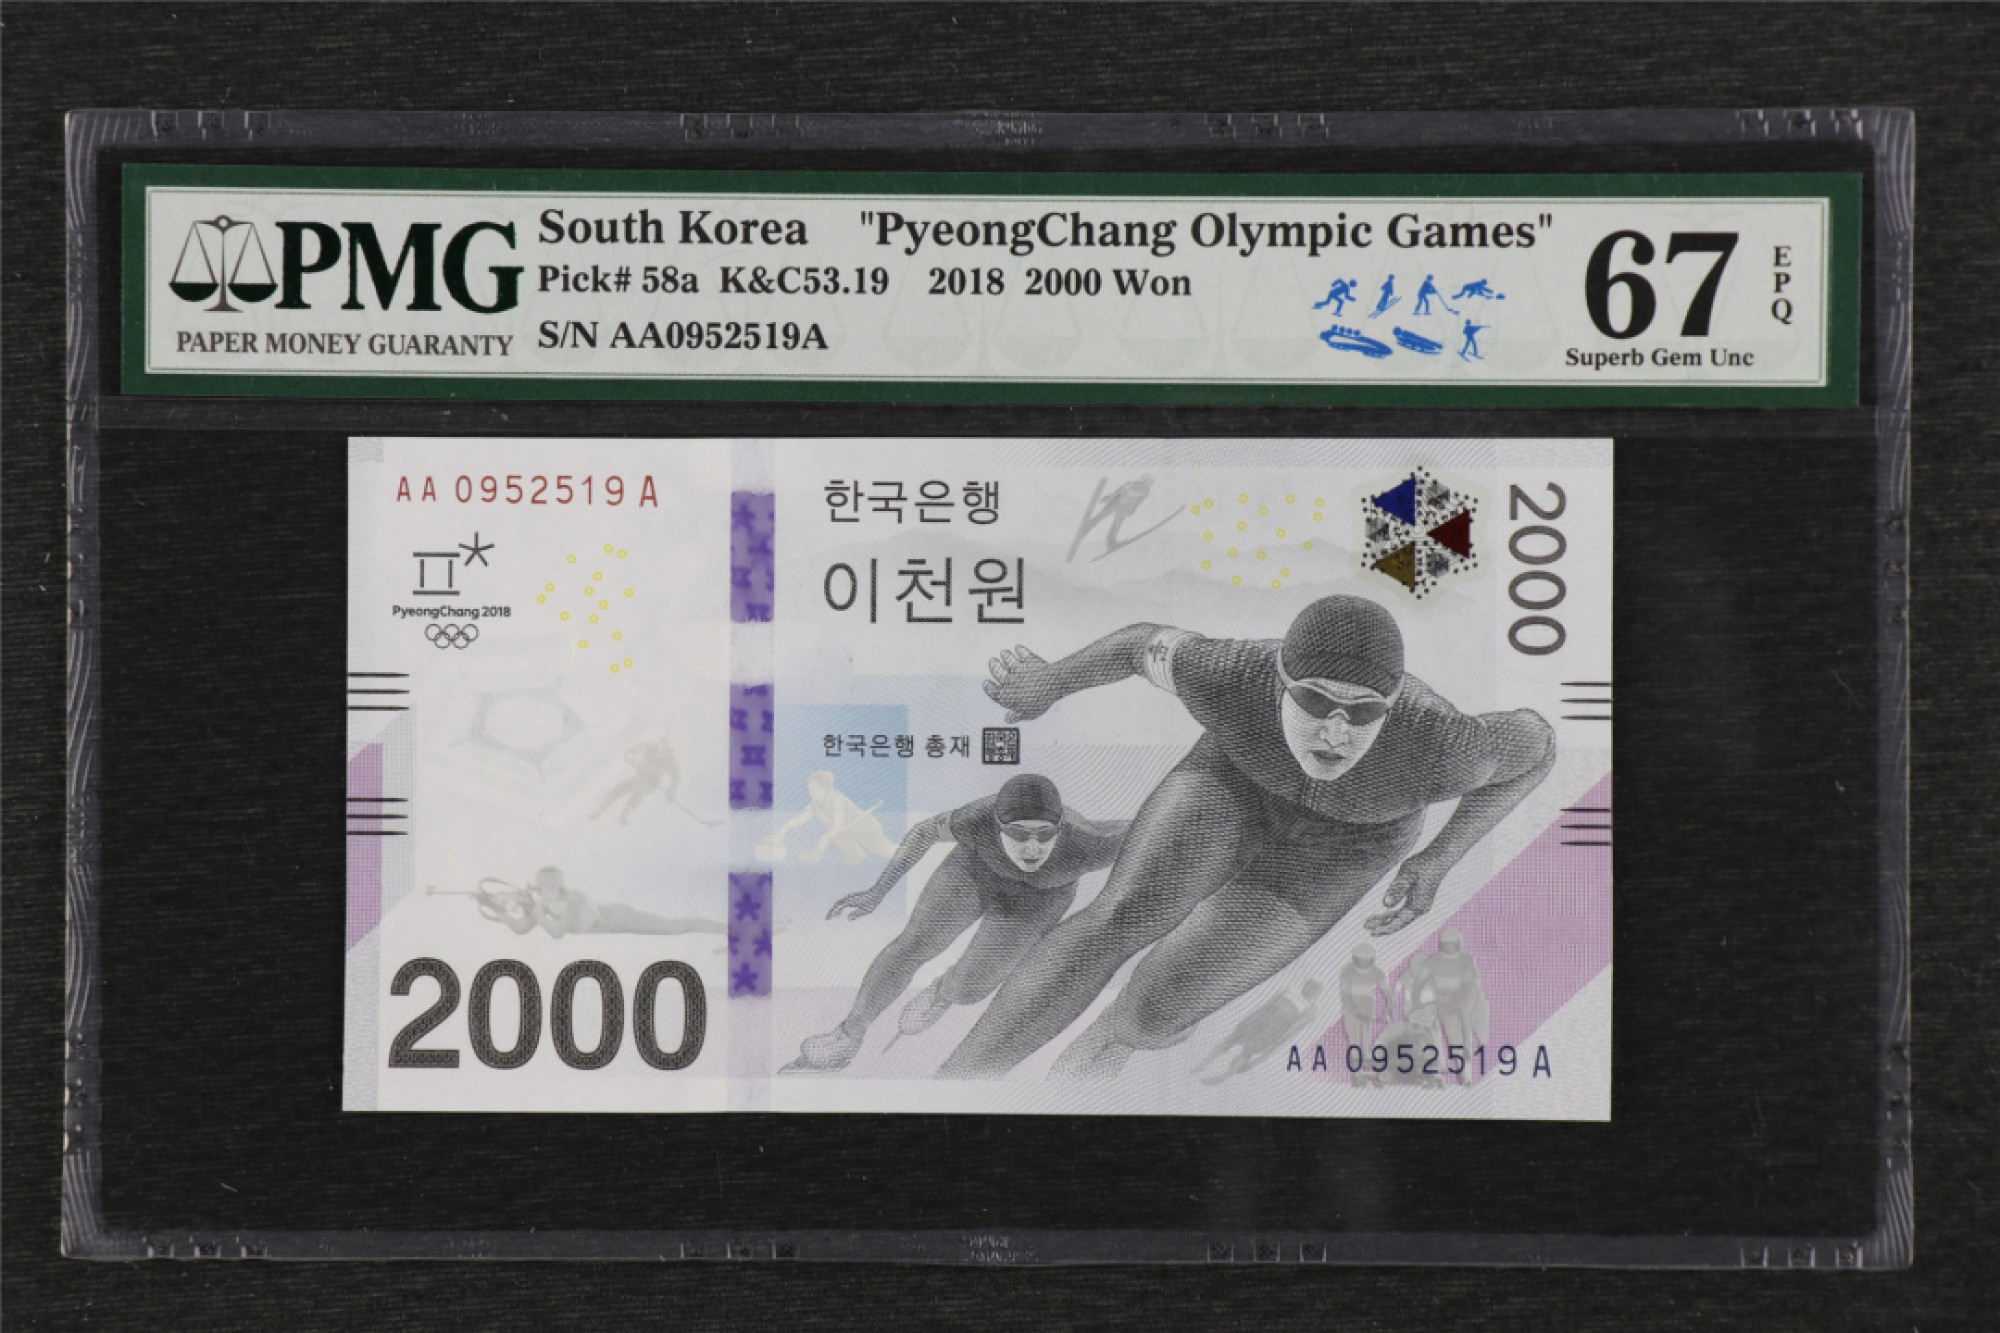 PMG
PAPER MONEY GUARANTY
South Korea "PyeongChang Olympic Games"
Pick# 58a K&C53.19 2018 2000 Won
S/N AA0952519A
67
EPQ
Superb Gem Unc
AA 0952519 A
PyeongChang 2018
한국은행
이천원
2000
한국은행 총재
2000
AA 0952519 A